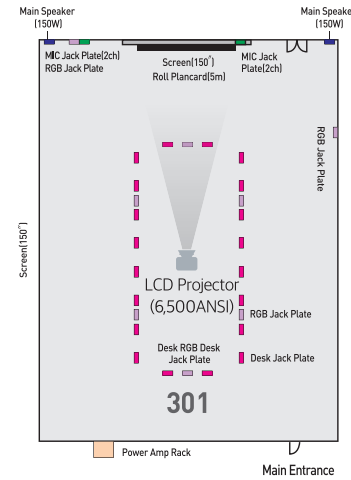 Main Speaker
(150W)
Main Speaker
(150W)
MIC Jack Plate(2ch)
RGB Jack Plate
Screen(150˝)
Roll Plancard(5m)
MIC Jack
Plate(2ch)
RGB Jack Plate
Screen(150˝)
LCD Projector
(6,500ANSI)
RGB Jack Plate
Desk RGB Desk
Jack Plate
Desk Jack Plate
301
Power Amp Rack
Main Entrance